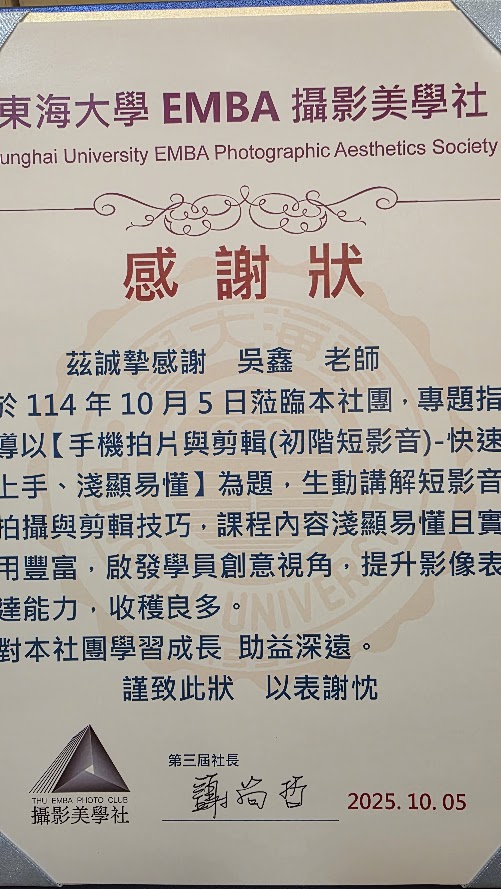 東海大學 EMBA 攝影美學社
unghai University EMBA Photographic Aesthetics Society
感謝狀
茲誠摯感謝 吳鑫 老師
於 114 年 10 月 5 日蒞臨本社團，專題指
導以【手機拍片與剪輯(初階短影音)-快速
上手、淺顯易懂】為題，生動講解短影音
拍攝與剪輯技巧，課程內容淺顯易懂且實
用豐富，啟發學員創意視角，提升影像表
達能力，收穫良多。
對本社團學習成長 助益深遠。
謹致此狀 以表謝忱
第三屆社長
謝尚哲
2025.10.05
THU EMBA PHOTO CLUB
攝影美學社